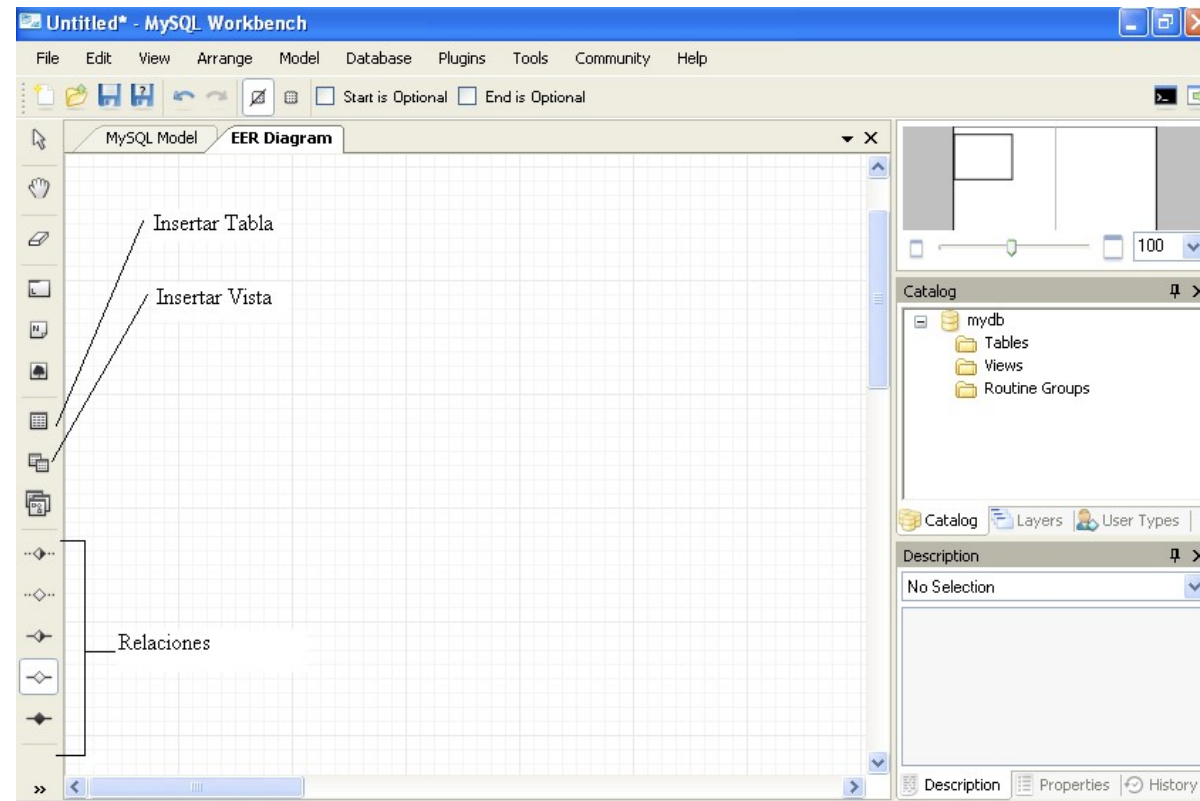 Untitled* - MySQL Workbench
File Edit View Arrange Model Database Plugins Tools Community Help
Start is Optional End is Optional
MySQL Model EER Diagram
Insertar Tabla
Insertar Vista
Relaciones
100
Catalog
mydb
Tables
Views
Routine Groups
Catalog Layers User Types
Description
No Selection
Description Properties History